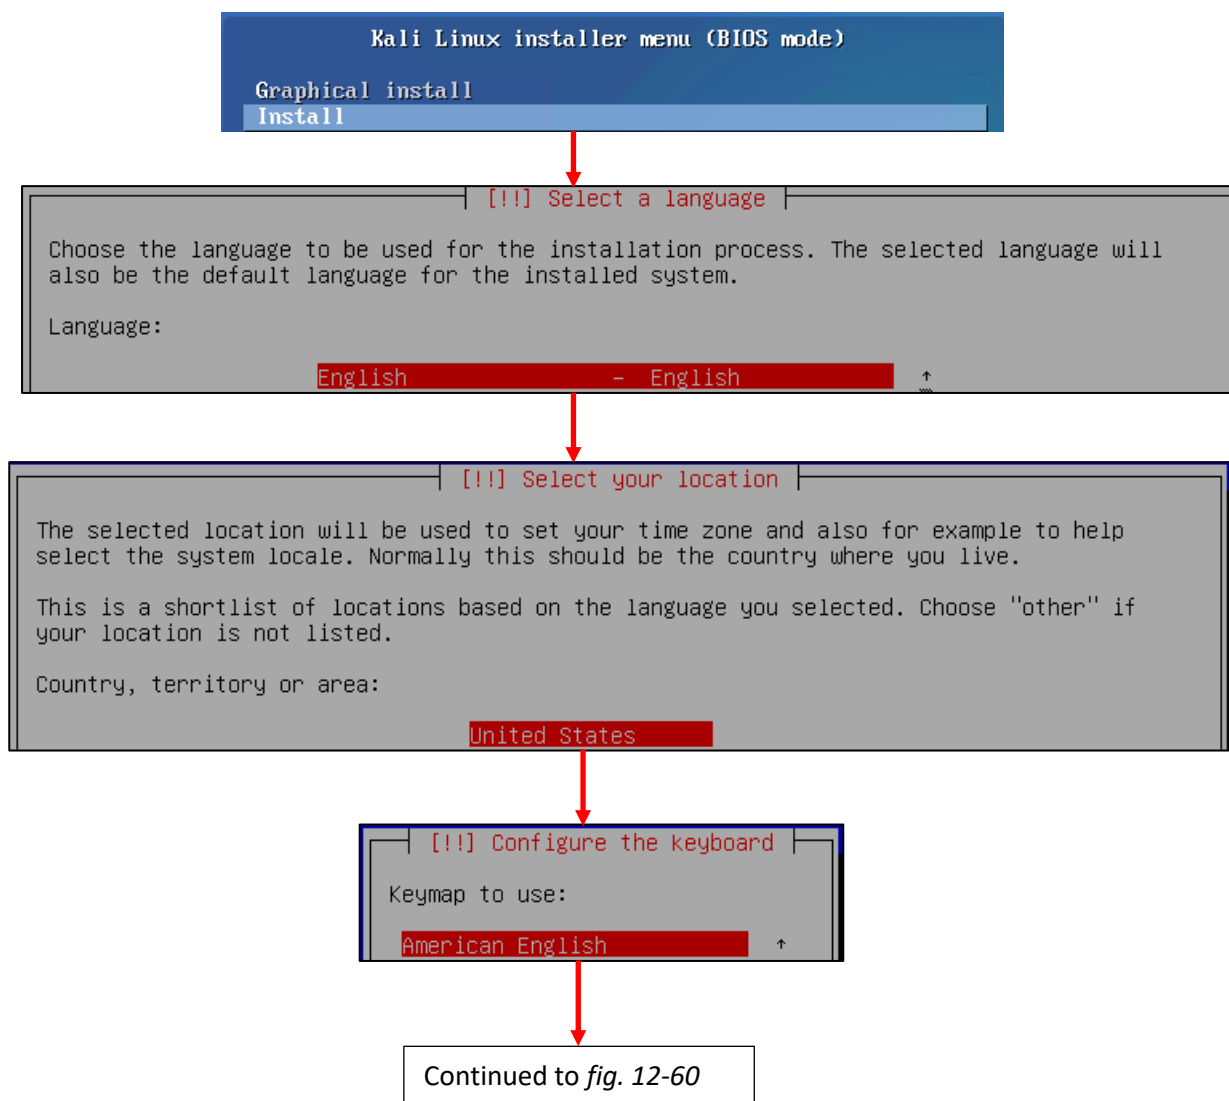 Kali Linux installer menu (BIOS mode)
Graphical install
Install
[!!] Select a language
Choose the language to be used for the installation process. The selected language will
also be the default language for the installed system.
Language:
English - English ↑
[!!] Select your location
The selected location will be used to set your time zone and also for example to help
select the system locale. Normally this should be the country where you live.
This is a shortlist of locations based on the language you selected. Choose "other" if
your location is not listed.
Country, territory or area:
United States
[!!] Configure the keyboard
Keymap to use:
American English ↑
Continued to fig. 12-60